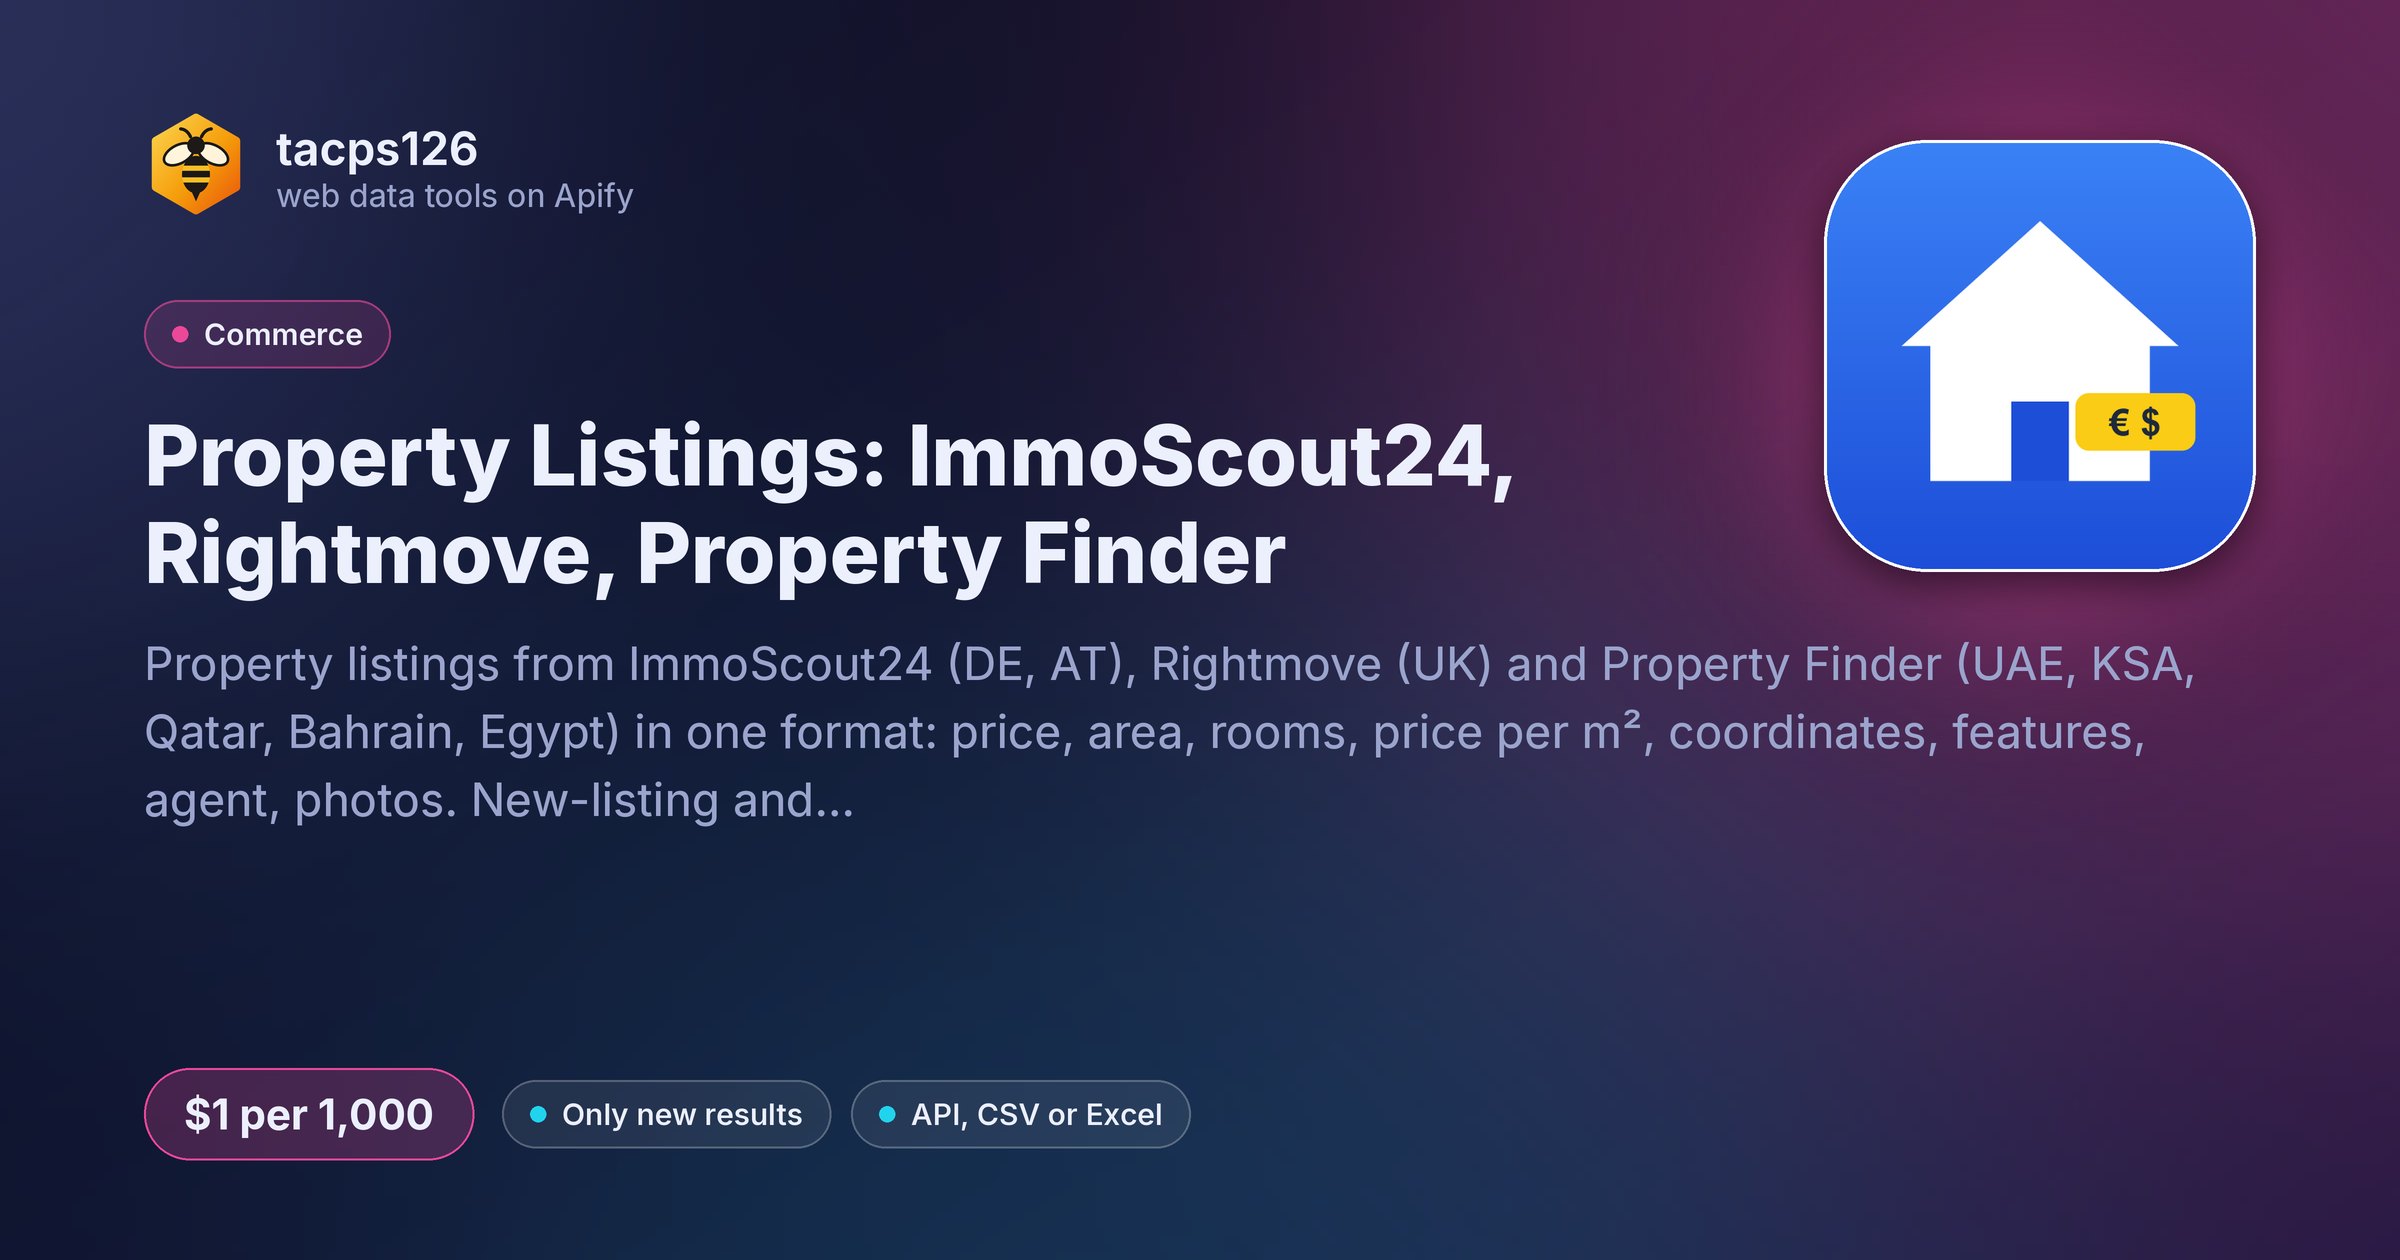 tacps126
web data tools on Apify
Commerce
Property Listings: ImmoScout24,
Rightmove, Property Finder
€ $
Property listings from ImmoScout24 (DE, AT), Rightmove (UK) and Property Finder (UAE, KSA,
Qatar, Bahrain, Egypt) in one format: price, area, rooms, price per m², coordinates, features,
agent, photos. New-listing and...
$1 per 1,000
Only new results
API, CSV or Excel